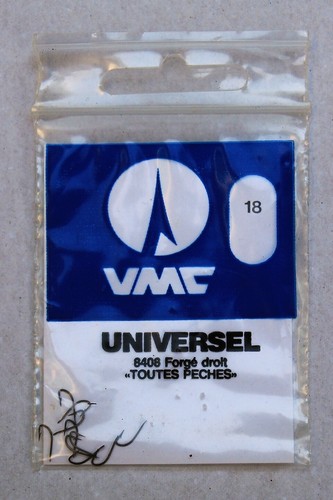 18
VMC
UNIVERSEL
8408 Forgé droit
«TOUTES PECHES»